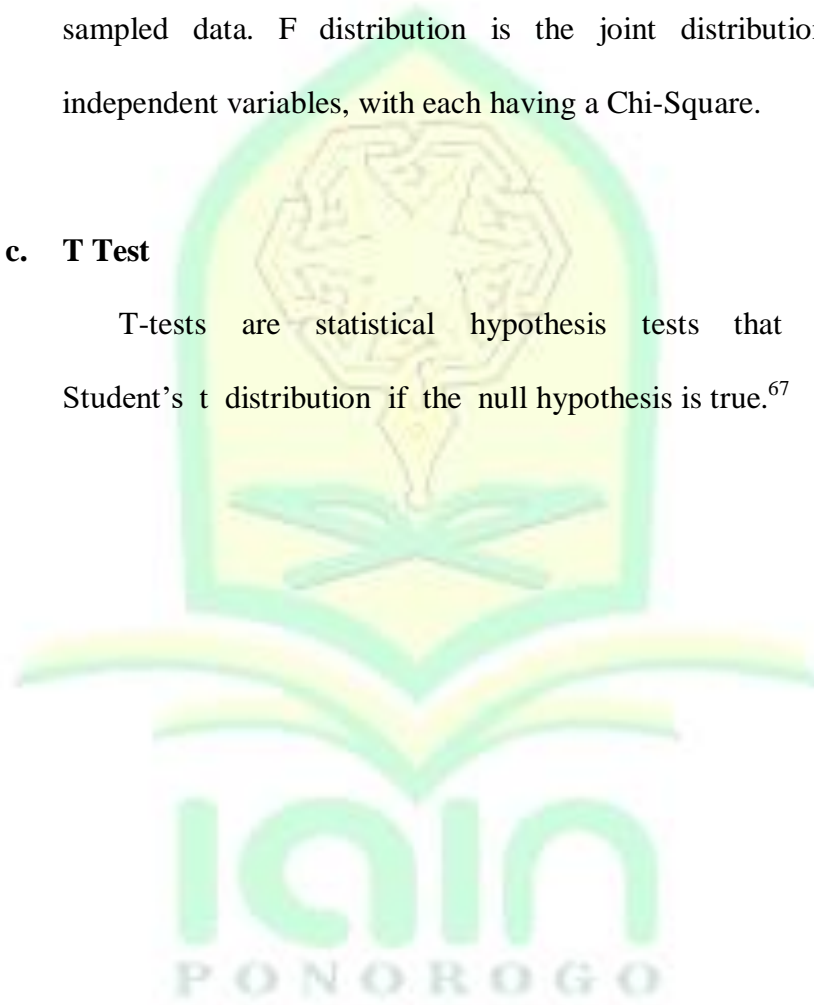 sampled data. F distribution is the joint distribution
independent variables, with each having a Chi-Square.
c. T Test
T-tests are statistical hypothesis tests that
Student’s t distribution if the null hypothesis is true.67
iain
PONOROGO